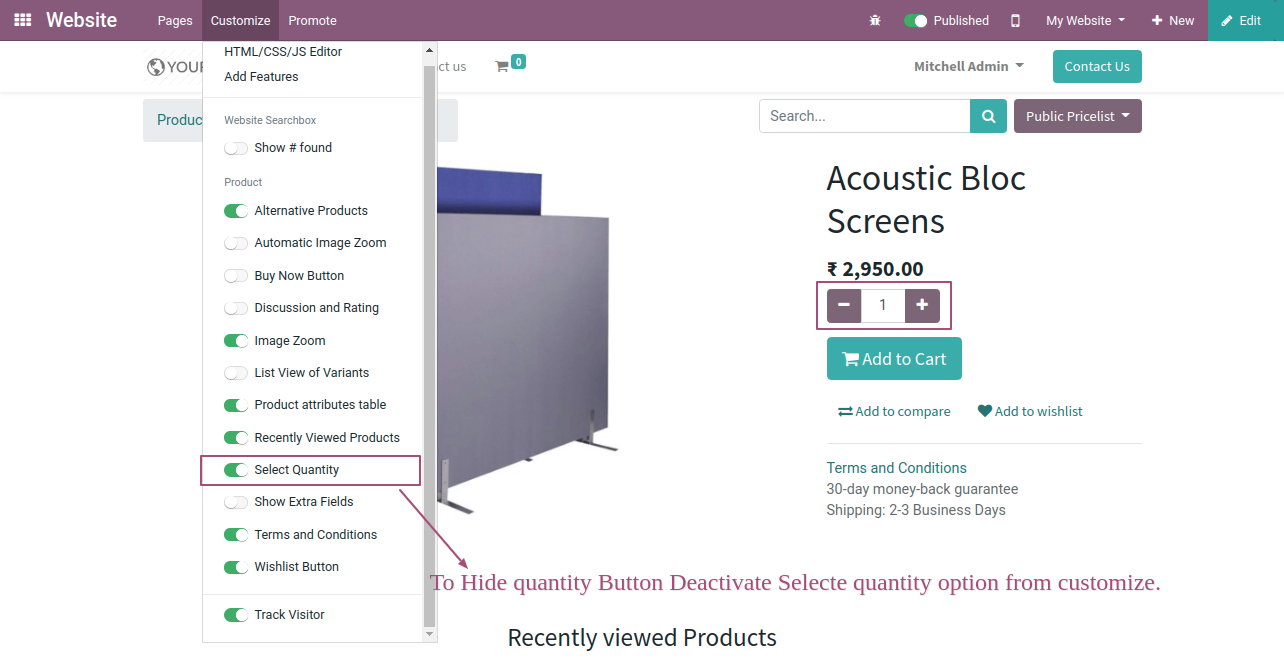 Website Pages Customize Promote Published My Website + New Edit
HTML/CSS/JS Editor
Add Features
YOUR
ct us
0
Mitchell Admin
Contact Us
Produc
Search...
Public Pricelist
Website Searchbox
Show # found
Product
Alternative Products
Automatic Image Zoom
Buy Now Button
Discussion and Rating
Image Zoom
List View of Variants
Product attributes table
Recently Viewed Products
Select Quantity
Show Extra Fields
Terms and Conditions
Wishlist Button
Track Visitor
Acoustic Bloc
Screens
₹ 2,950.00
− 1 +
Add to Cart
Add to compare Add to wishlist
Terms and Conditions
30-day money-back guarantee
Shipping: 2-3 Business Days
To Hide quantity Button Deactivate Selecte quantity option from customize.
Recently viewed Products